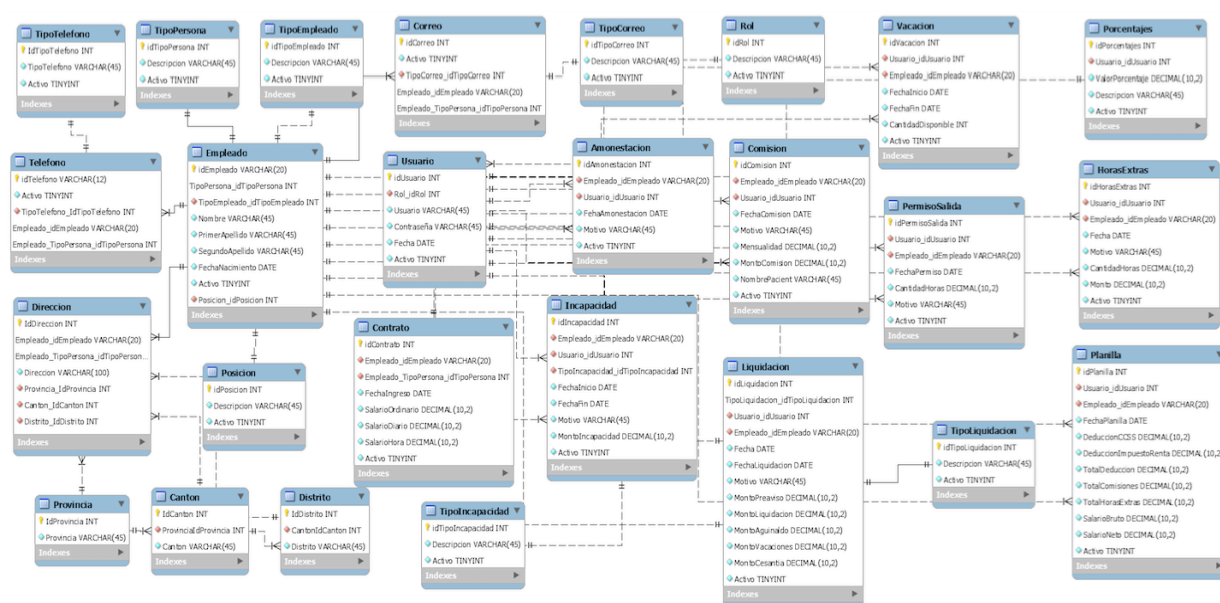 TipoTelefono
IdTipoTelefono INT
TipoTelefono VARCHAR(45)
Activo TINYINT
Indexes
TipoPersona
idTipoPersona INT
Descripcion VARCHAR(45)
Activo TINYINT
Indexes
TipoEmpleado
idTipoEmpleado INT
Descripcion VARCHAR(45)
Activo TINYINT
Indexes
Correo
idCorreo INT
Activo TINYINT
TipoCorreo_idTipoCorreo INT
Empleado_idEmpleado VARCHAR(20)
Empleado_TipoPersona_idTipoPersona INT
Indexes
TipoCorreo
idTipoCorreo INT
Descripcion VARCHAR(45)
Activo TINYINT
Indexes
Rol
idRol INT
Descripcion VARCHAR(45)
Activo TINYINT
Indexes
Vacacion
idVacacion INT
Usuario_idUsuario INT
Empleado_idEmpleado VARCHAR(20)
FechaInicio DATE
FechaFin DATE
CantidadDisponible INT
Activo TINYINT
Indexes
Porcentajes
idPorcentajes INT
Usuario_idUsuario INT
ValorPorcentaje DECIMAL(10,2)
Descripcion VARCHAR(45)
Activo TINYINT
Indexes
Telefono
idTelefono VARCHAR(12)
Activo TINYINT
TipoTelefono_IdTipoTelefono INT
Empleado_idEmpleado VARCHAR(20)
Empleado_TipoPersona_idTipoPersona INT
Indexes
Empleado
idEmpleado VARCHAR(20)
TipoPersona_idTipoPersona INT
TipoEmpleado_idTipoEmpleado INT
Nombre VARCHAR(45)
PrimerApellido VARCHAR(45)
SegundoApellido VARCHAR(45)
FechaNacimiento DATE
Activo TINYINT
Posicion_idPosicion INT
Indexes
Usuario
idUsuario INT
Rol_idRol INT
Usuario VARCHAR(45)
Contraseña VARCHAR(45)
Fecha DATE
Activo TINYINT
Indexes
Amonestacion
idAmonestacion INT
Empleado_idEmpleado VARCHAR(20)
Usuario_idUsuario INT
FehaAmonestacion DATE
Motivo VARCHAR(45)
Activo TINYINT
Indexes
Comision
idComision INT
Empleado_idEmpleado VARCHAR(20)
Usuario_idUsuario INT
FechaComision DATE
Motivo VARCHAR(45)
Mensualidad DECIMAL(10,2)
MontoComision DECIMAL(10,2)
NombrePacient VARCHAR(45)
Activo TINYINT
Indexes
PermisoSalida
idPermisoSalida INT
Usuario_idUsuario INT
Empleado_idEmpleado VARCHAR(20)
FechaPermiso DATE
CantidadHoras DECIMAL(10,2)
Motivo VARCHAR(45)
Activo TINYINT
Indexes
HorasExtras
idHorasExtras INT
Usuario_idUsuario INT
Empleado_idEmpleado VARCHAR(20)
Fecha DATE
Motivo VARCHAR(45)
CantidadHoras DECIMAL(10,2)
Monto DECIMAL(10,2)
Activo TINYINT
Indexes
Direccion
IdDireccion INT
Empleado_idEmpleado VARCHAR(20)
Empleado_TipoPersona_idTipoPerson...
Direccion VARCHAR(100)
Provincia_IdProvincia INT
Canton_IdCanton INT
Distrito_IdDistrito INT
Indexes
Posicion
idPosicion INT
Descripcion VARCHAR(45)
Activo TINYINT
Indexes
Contrato
idContrato INT
Empleado_idEmpleado VARCHAR(20)
Empleado_TipoPersona_idTipoPersona INT
FechaIngreso DATE
SalarioOrdinario DECIMAL(10,2)
SalarioDiario DECIMAL(10,2)
SalarioHora DECIMAL(10,2)
Activo TINYINT
Indexes
Incapacidad
idIncapacidad INT
Empleado_idEmpleado VARCHAR(20)
Usuario_idUsuario INT
TipoIncapacidad_idTipoIncapacidad INT
FechaInicio DATE
FechaFin DATE
Motivo VARCHAR(45)
MontoIncapacidad DECIMAL(10,2)
Activo TINYINT
Indexes
Liquidacion
idLiquidacion INT
TipoLiquidacion_idTipoLiquidacion INT
Usuario_idUsuario INT
Empleado_idEmpleado VARCHAR(20)
Fecha DATE
FechaLiquidacion DATE
Motivo VARCHAR(45)
MontoPreaviso DECIMAL(10,2)
MontoLiquidacion DECIMAL(10,2)
MontoAguinaldo DECIMAL(10,2)
MontoVacaciones DECIMAL(10,2)
MontoCesantia DECIMAL(10,2)
Activo TINYINT
Indexes
TipoLiquidacion
idTipoLiquidacion INT
Descripcion VARCHAR(45)
Activo TINYINT
Indexes
Planilla
idPlanilla INT
Usuario_idUsuario INT
Empleado_idEmpleado VARCHAR(20)
FechaPlanilla DATE
DeduccionCCSS DECIMAL(10,2)
DeduccionImpuestoRenta DECIMAL(10,2)
TotalDeduccion DECIMAL(10,2)
TotalComisiones DECIMAL(10,2)
TotalHorasExtras DECIMAL(10,2)
SalarioBruto DECIMAL(10,2)
SalarioNeto DECIMAL(10,2)
Activo TINYINT
Indexes
Provincia
IdProvincia INT
Provincia VARCHAR(45)
Indexes
Canton
IdCanton INT
ProvinciaIdProvincia INT
Canton VARCHAR(45)
Indexes
Distrito
IdDistrito INT
CantonIdCanton INT
Distrito VARCHAR(45)
Indexes
TipoIncapacidad
idTipoIncapacidad INT
Descripcion VARCHAR(45)
Activo TINYINT
Indexes